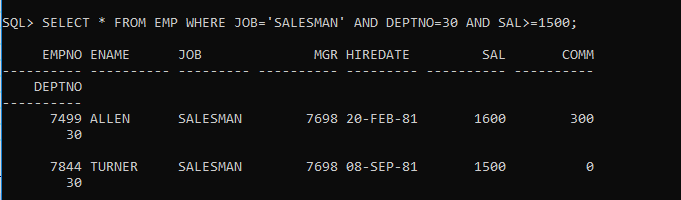 SQL> SELECT * FROM EMP WHERE JOB='SALESMAN' AND DEPTNO=30 AND SAL>=1500;
     EMPNO ENAME      JOB              MGR HIREDATE         SAL       COMM
---------- ---------- --------- ---------- --------- ---------- ----------
    DEPTNO
----------
      7499 ALLEN      SALESMAN        7698 20-FEB-81       1600        300
        30
      7844 TURNER     SALESMAN        7698 08-SEP-81       1500          0
        30